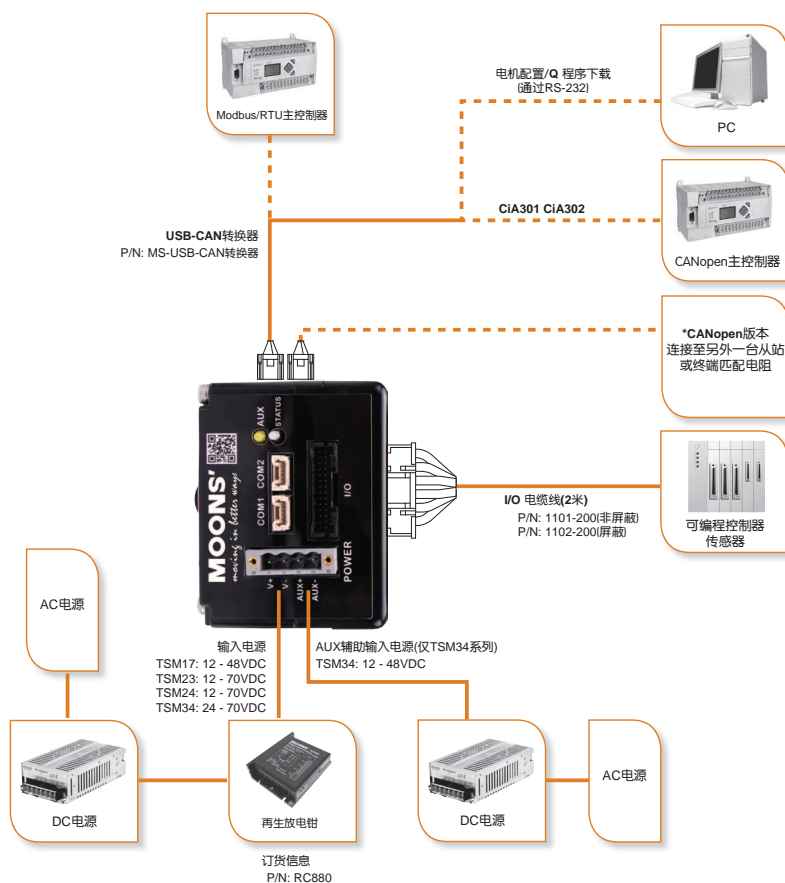 Modbus/RTU主控制器
电机配置/Q 程序下载
(通过RS-232)
PC
CiA301 CiA302
CANopen主控制器
USB-CAN转换器
P/N: MS-USB-CAN转换器
*CANopen版本
连接至另外一台从站
或终端匹配电阻
AUX
STATUS
COM1
COM2
I/O
MOONS'
moving in better ways
POWER
V+
V-
AUX+
AUX-
I/O 电缆线(2米)
P/N: 1101-200(非屏蔽)
P/N: 1102-200(屏蔽)
可编程控制器
传感器
AC电源
输入电源
TSM17: 12 - 48VDC
TSM23: 12 - 70VDC
TSM24: 12 - 70VDC
TSM34: 24 - 70VDC
AUX辅助输入电源(仅TSM34系列)
TSM34: 12 - 48VDC
DC电源
再生放电钳
DC电源
AC电源
订货信息
P/N: RC880